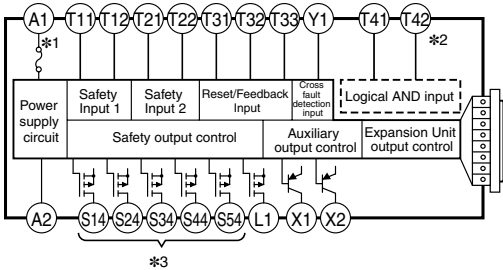 A1 T11 T12 T21 T22 T31 T32 T33 Y1 T41 T42
*1 *2
Power supply circuit
Safety Input 1
Safety Input 2
Reset/Feedback Input
Cross fault detection input
Logical AND input
Safety output control
Auxiliary output control
Expansion Unit output control
A2 S14 S24 S34 S44 S54 L1 X1 X2
*3